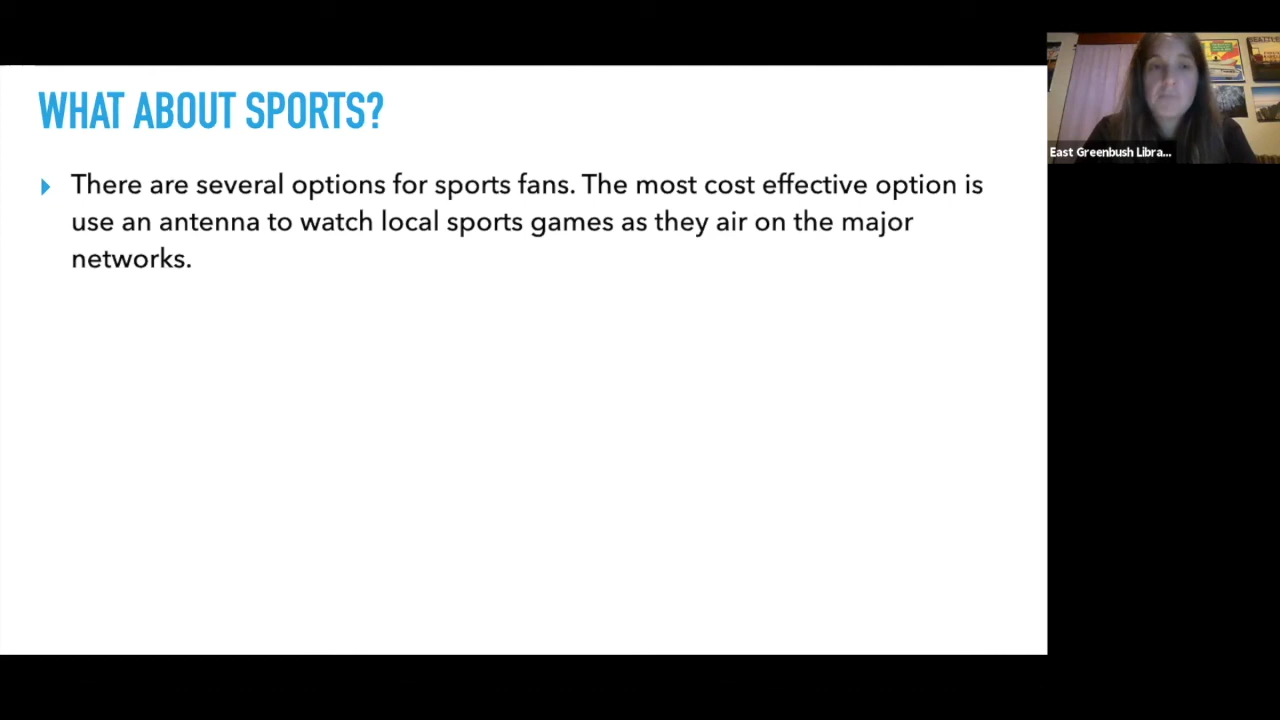 WHAT ABOUT SPORTS?
There are several options for sports fans. The most cost effective option is
use an antenna to watch local sports games as they air on the major
networks.
East Greenbush Libra...
SEATTLE